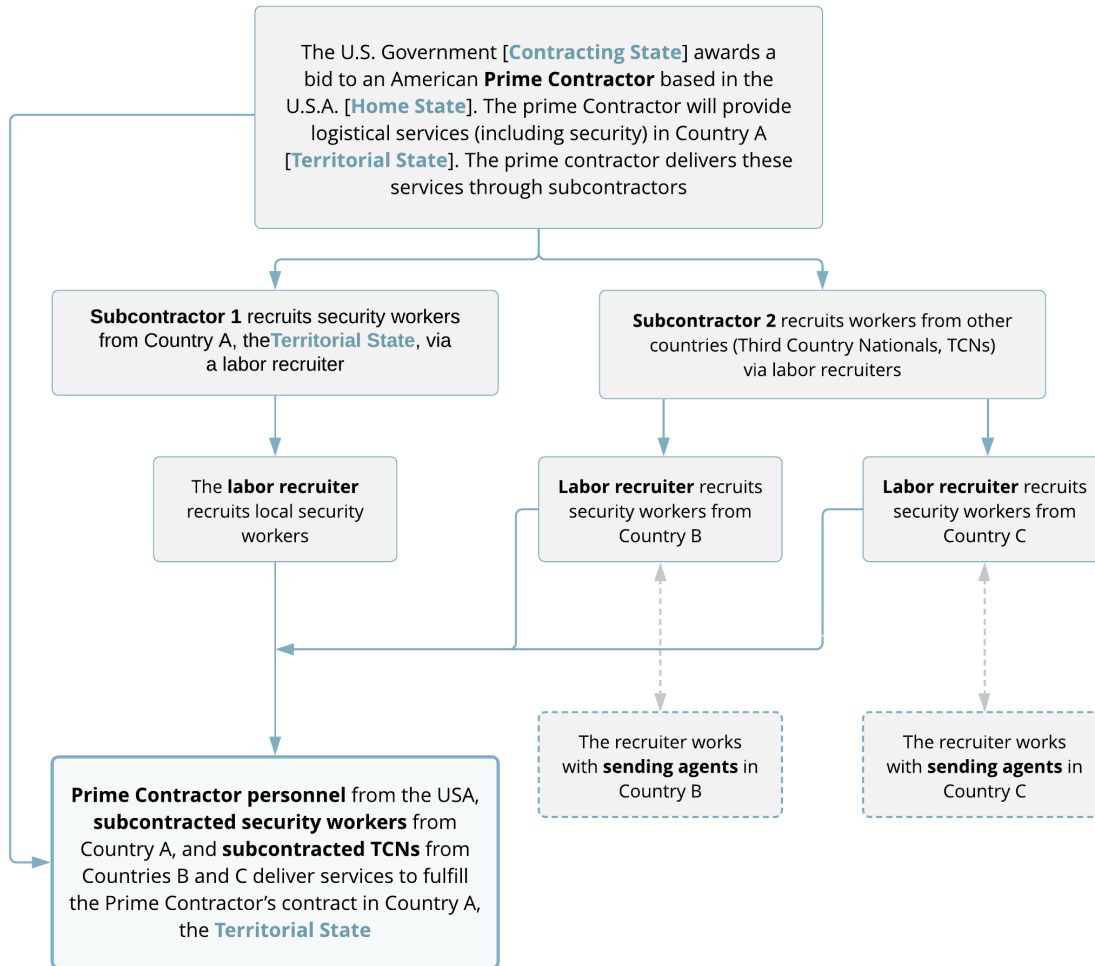 The U.S. Government [Contracting State] awards a
bid to an American Prime Contractor based in the
U.S.A. [Home State]. The prime Contractor will provide
logistical services (including security) in Country A
[Territorial State]. The prime contractor delivers these
services through subcontractors
Subcontractor 1 recruits security workers
from Country A, theTerritorial State, via
a labor recruiter
Subcontractor 2 recruits workers from other
countries (Third Country Nationals, TCNs)
via labor recruiters
The labor recruiter
recruits local security
workers
Labor recruiter recruits
security workers from
Country B
Labor recruiter recruits
security workers from
Country C
The recruiter works
with sending agents in
Country B
The recruiter works
with sending agents in
Country C
Prime Contractor personnel from the USA,
subcontracted security workers from
Country A, and subcontracted TCNs from
Countries B and C deliver services to fulfill
the Prime Contractor’s contract in Country A,
the Territorial State